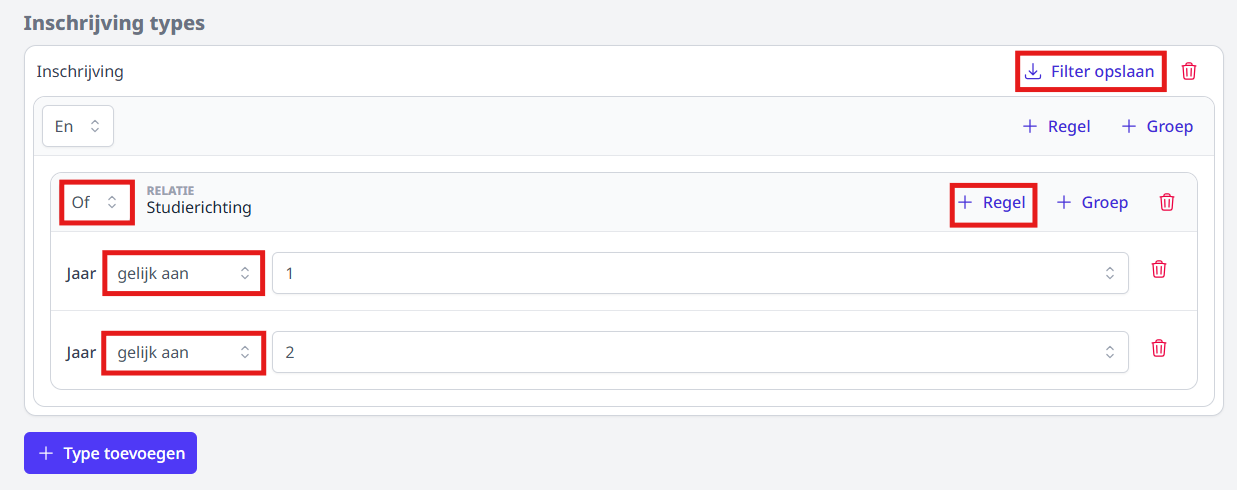 Inschrijving types
Inschrijving
Filter opslaan
En
Regel
Groep
Of
RELATIE
Studierichting
Regel
Groep
Jaar gelijk aan 1
Jaar gelijk aan 2
Type toevoegen